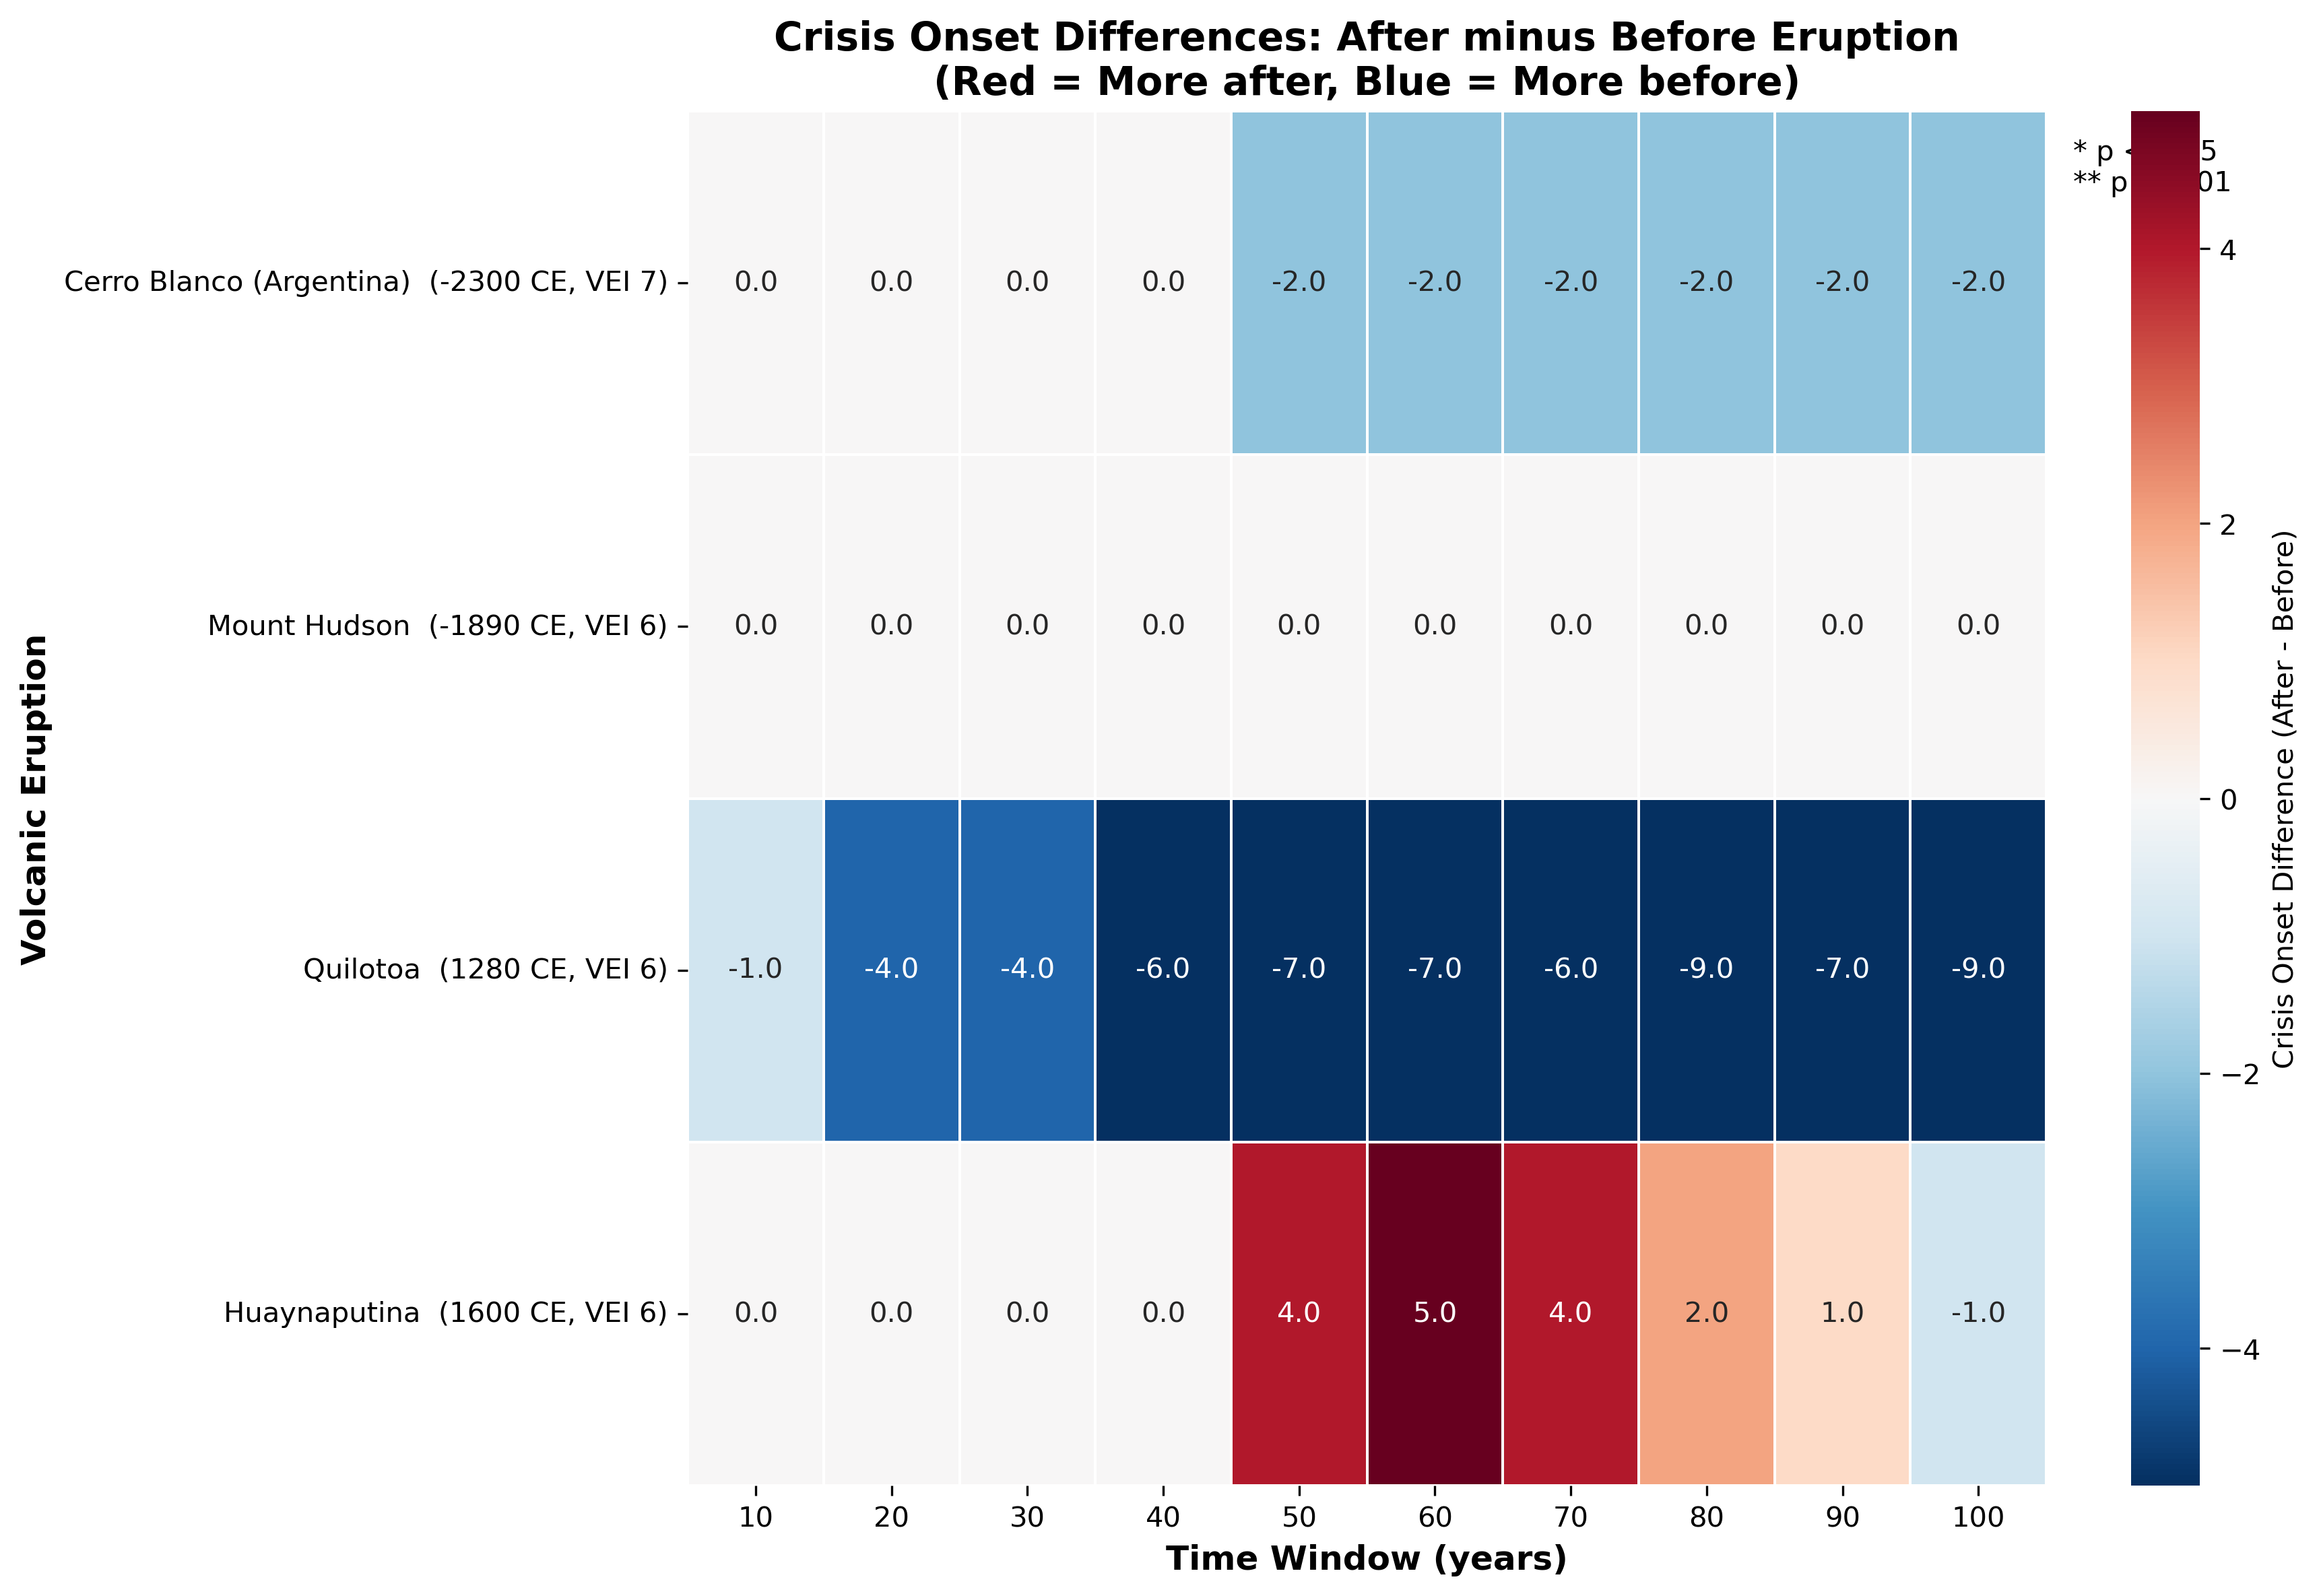 Crisis Onset Differences: After minus Before Eruption
(Red = More after, Blue = More before)
* p < 5
** p 01
Cerro Blanco (Argentina)  (-2300 CE, VEI 7)
0.0 0.0 0.0 0.0 -2.0 -2.0 -2.0 -2.0 -2.0 -2.0
Mount Hudson  (-1890 CE, VEI 6)
0.0 0.0 0.0 0.0 0.0 0.0 0.0 0.0 0.0 0.0
Quilotoa  (1280 CE, VEI 6)
-1.0 -4.0 -4.0 -6.0 -7.0 -7.0 -6.0 -9.0 -7.0 -9.0
Huaynaputina  (1600 CE, VEI 6)
0.0 0.0 0.0 0.0 4.0 5.0 4.0 2.0 1.0 -1.0
10 20 30 40 50 60 70 80 90 100
Time Window (years)
Volcanic Eruption
4
2
0
−2
−4
Crisis Onset Difference (After - Before)